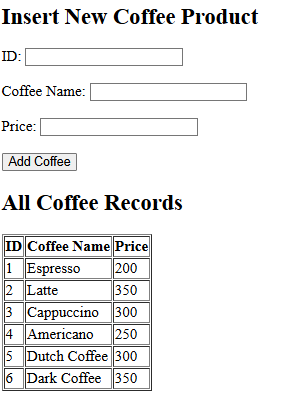 Insert New Coffee Product
ID:
Coffee Name:
Price:
Add Coffee
All Coffee Records
ID Coffee Name Price
1 Espresso 200
2 Latte 350
3 Cappuccino 300
4 Americano 250
5 Dutch Coffee 300
6 Dark Coffee 350